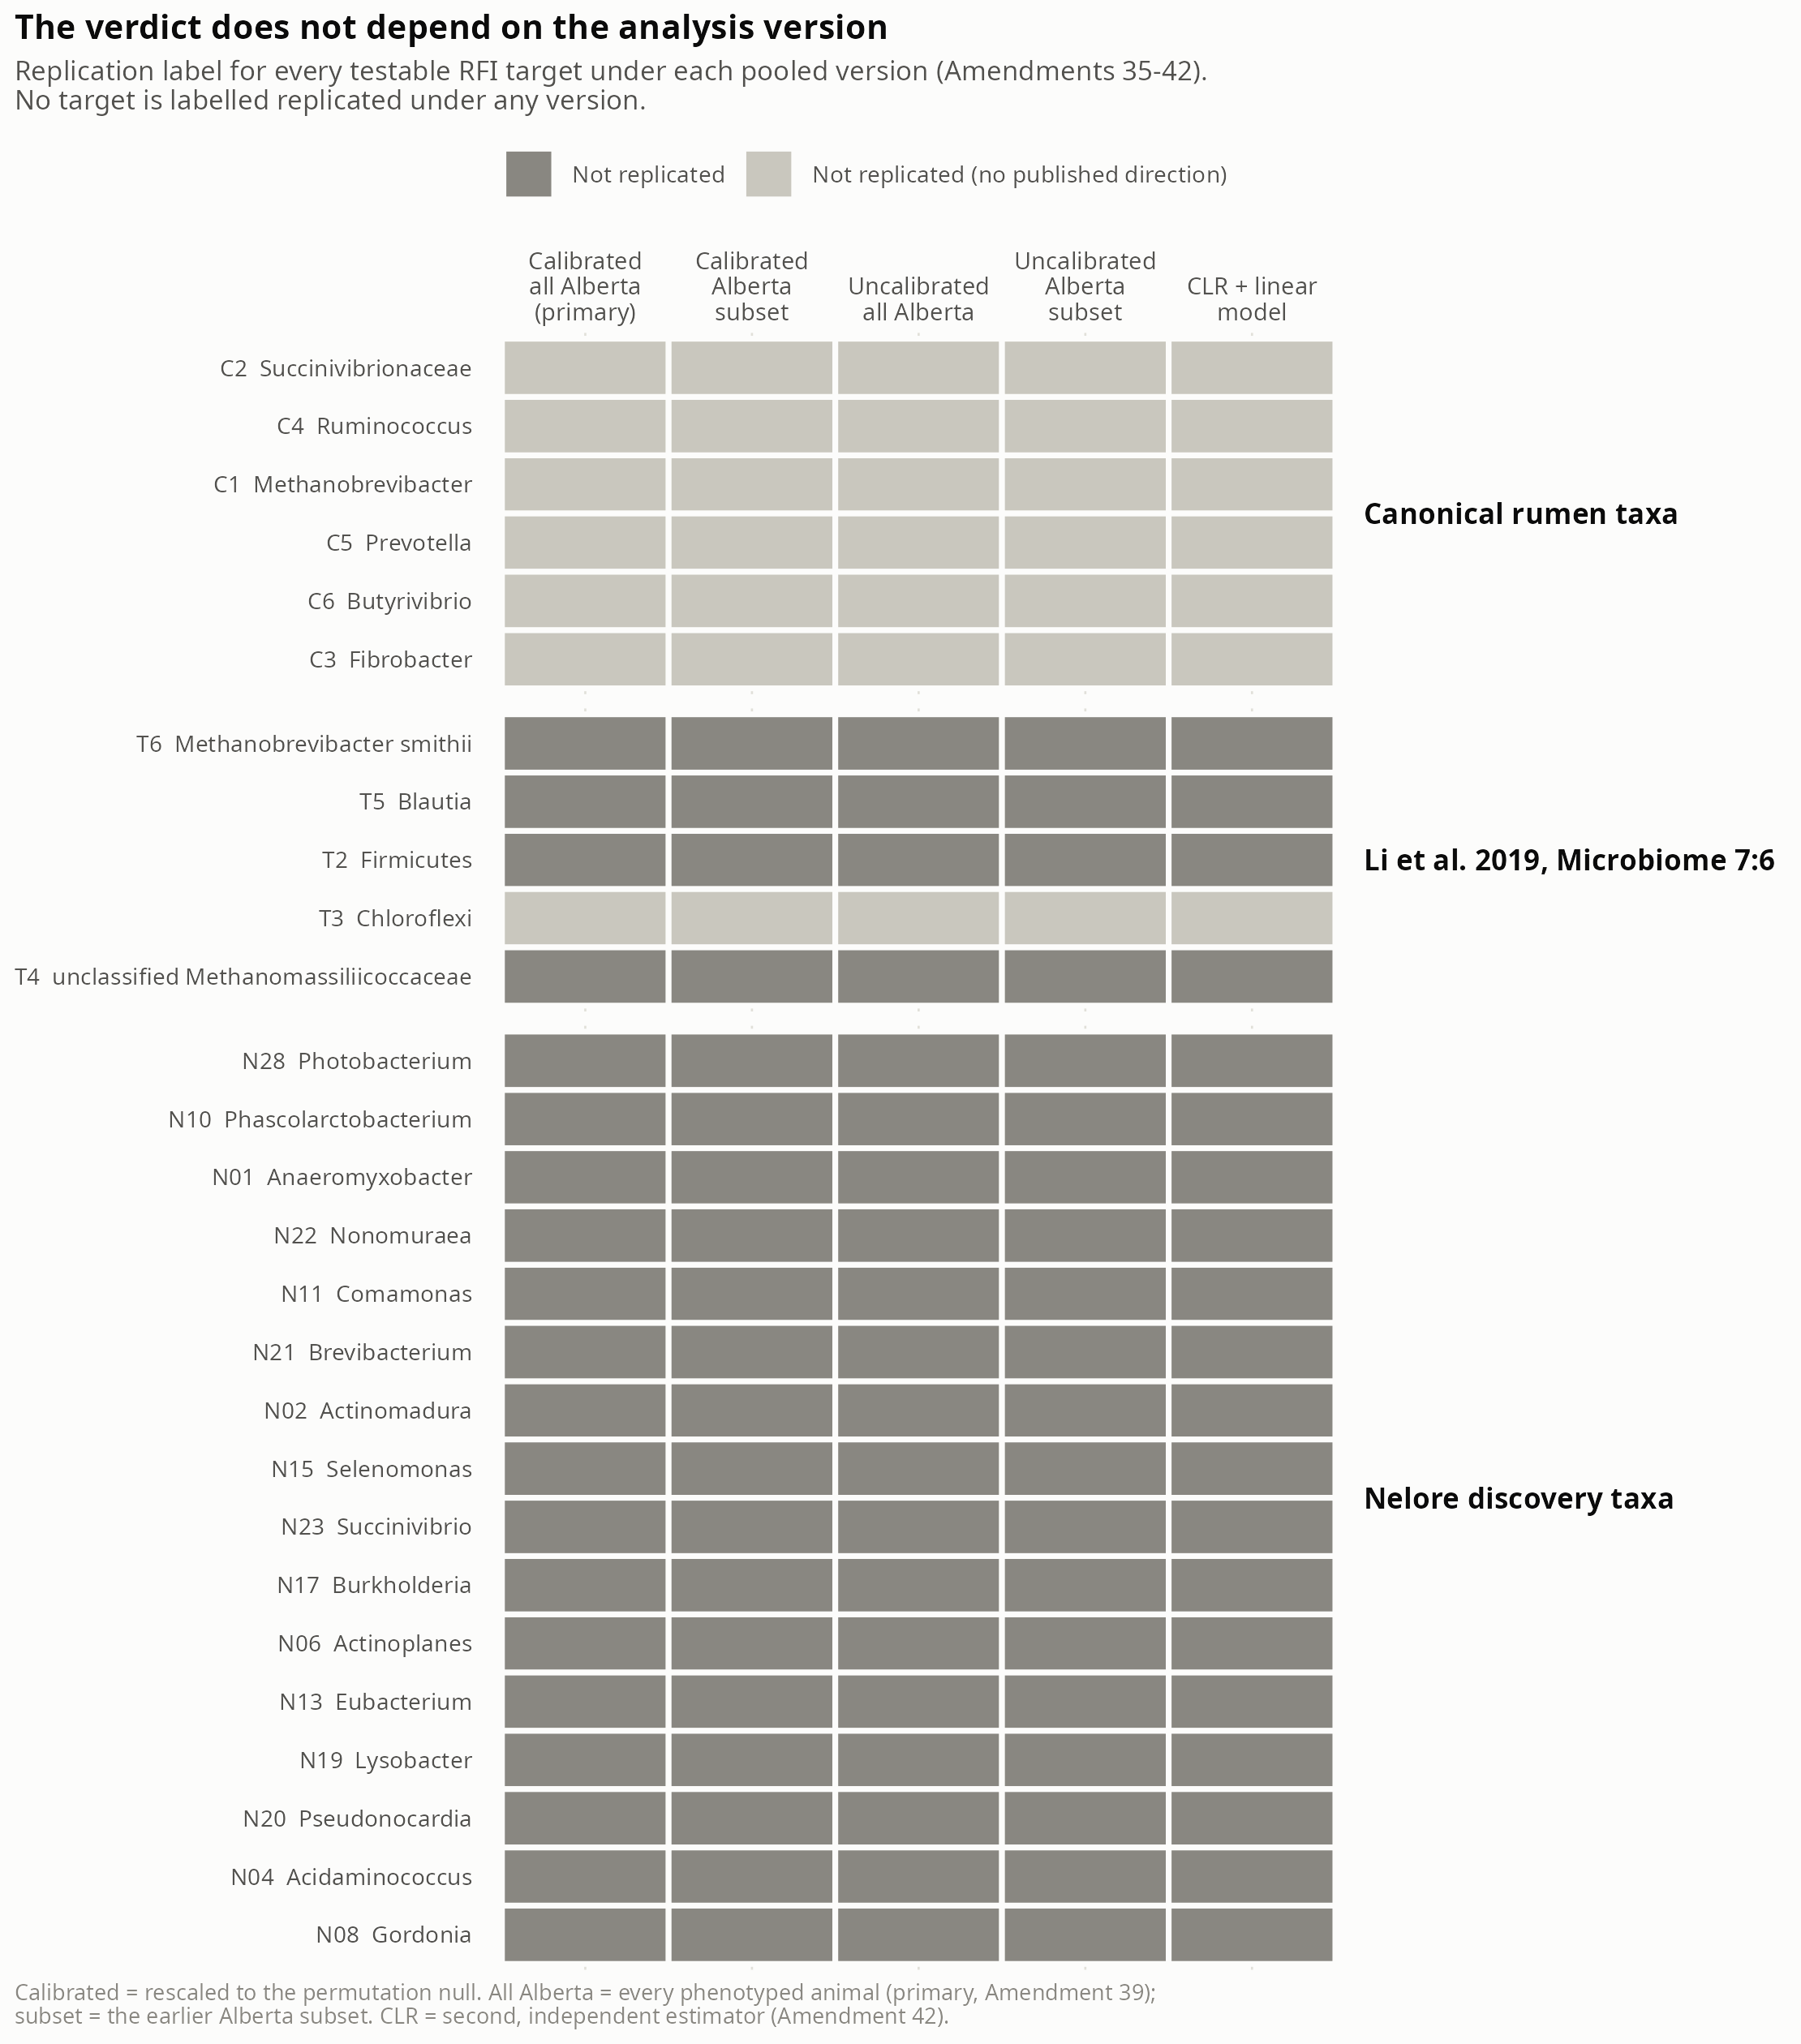 The verdict does not depend on the analysis version
Replication label for every testable RFI target under each pooled version (Amendments 35-42).
No target is labelled replicated under any version.
Not replicated
Not replicated (no published direction)
Calibrated
all Alberta
(primary)
Calibrated
Alberta
subset
Uncalibrated
all Alberta
Uncalibrated
Alberta
subset
CLR + linear
model
C2 Succinivibrionaceae
C4 Ruminococcus
C1 Methanobrevibacter
C5 Prevotella
C6 Butyrivibrio
C3 Fibrobacter
Canonical rumen taxa
T6 Methanobrevibacter smithii
T5 Blautia
T2 Firmicutes
T3 Chloroflexi
T4 unclassified Methanomassiliicoccaceae
Li et al. 2019, Microbiome 7:6
N28 Photobacterium
N10 Phascolarctobacterium
N01 Anaeromyxobacter
N22 Nonomuraea
N11 Comamonas
N21 Brevibacterium
N02 Actinomadura
N15 Selenomonas
N23 Succinivibrio
N17 Burkholderia
N06 Actinoplanes
N13 Eubacterium
N19 Lysobacter
N20 Pseudonocardia
N04 Acidaminococcus
N08 Gordonia
Nelore discovery taxa
Calibrated = rescaled to the permutation null. All Alberta = every phenotyped animal (primary, Amendment 39);
subset = the earlier Alberta subset. CLR = second, independent estimator (Amendment 42).